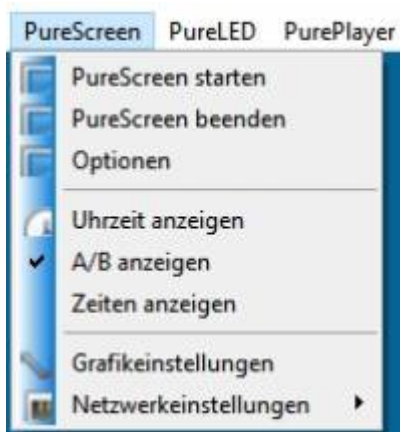 PureScreen PureLED PurePlayer
PureScreen starten
PureScreen beenden
Optionen
Uhrzeit anzeigen
A/B anzeigen
Zeiten anzeigen
Grafikeinstellungen
Netzwerkeinstellungen